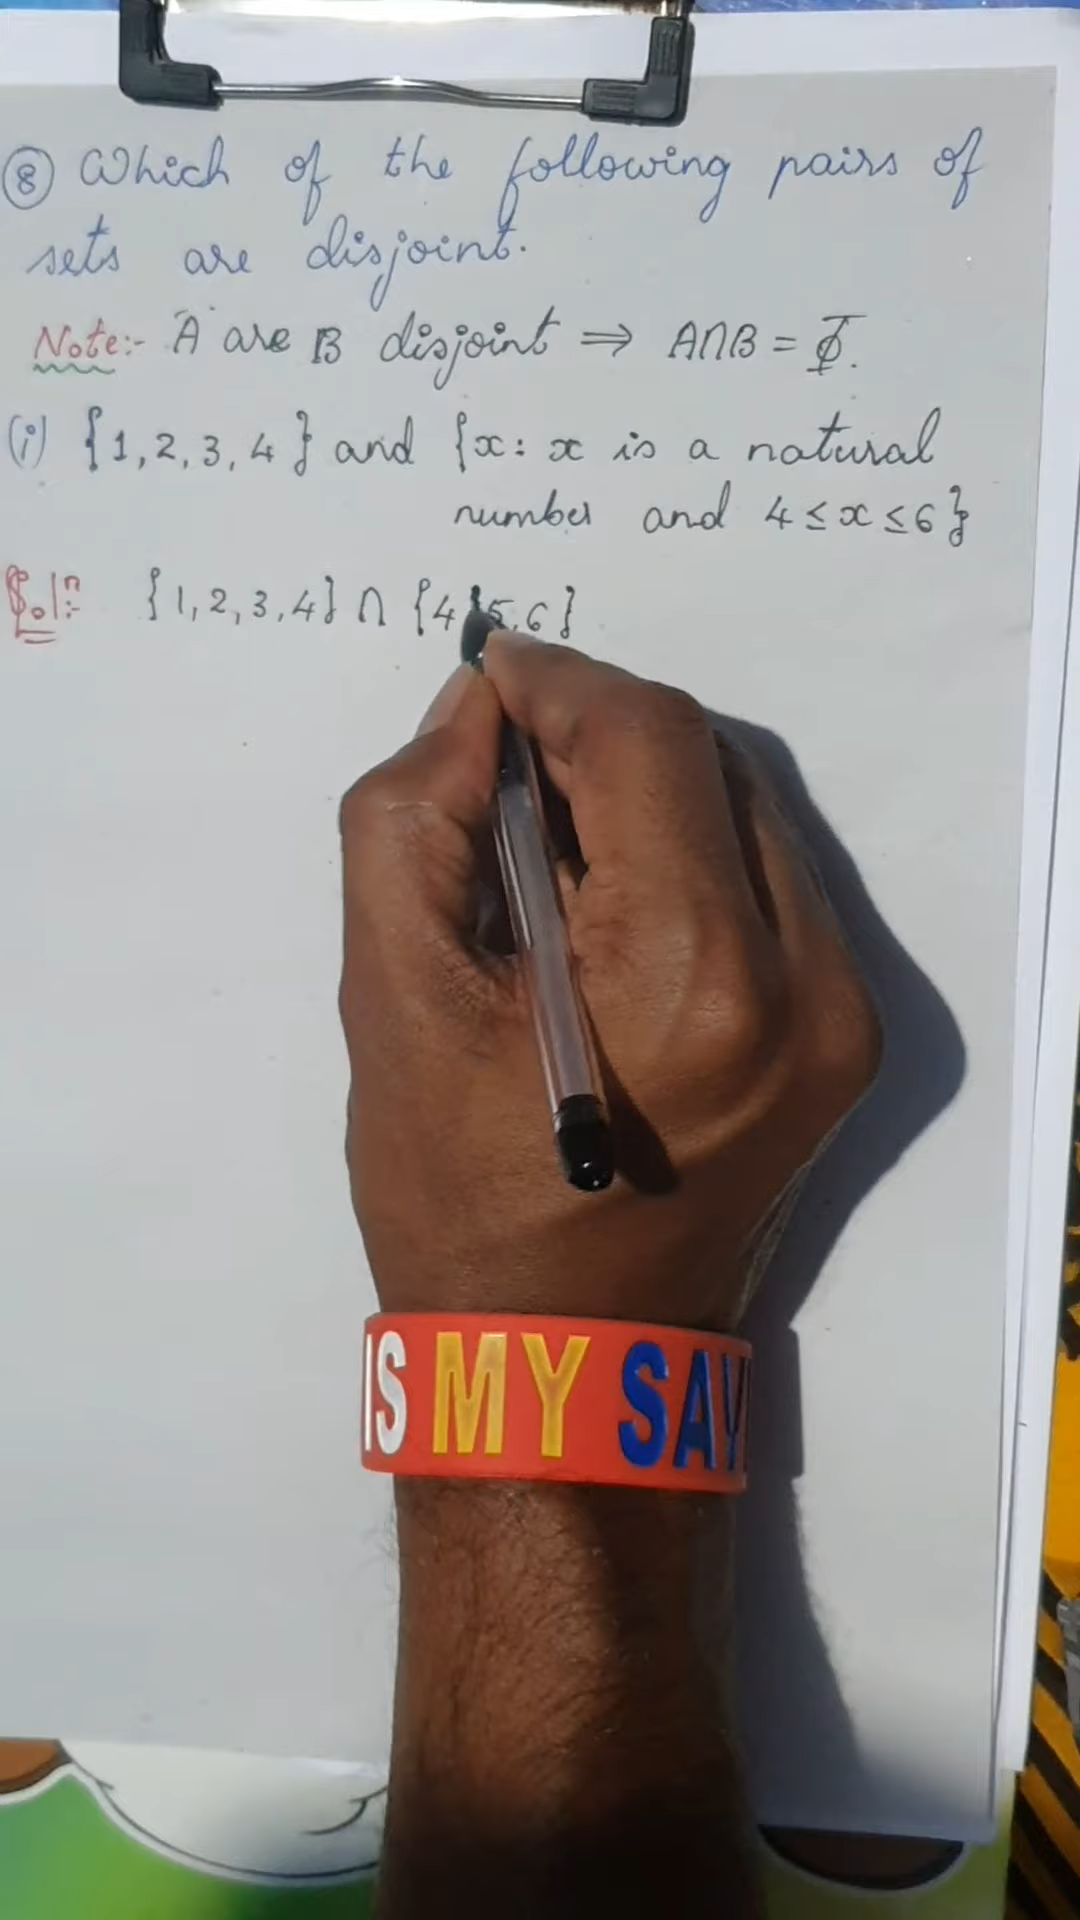 ⑧ Which of the following pairs of
sets are disjoint.
Note:- A are B disjoint ⇒ A∩B = Φ.
(i) {1,2,3,4} and {x: x is a natural
number and 4≤x≤6}
Solⁿ:- {1,2,3,4} ∩ {4,5,6}
IS MY SAV